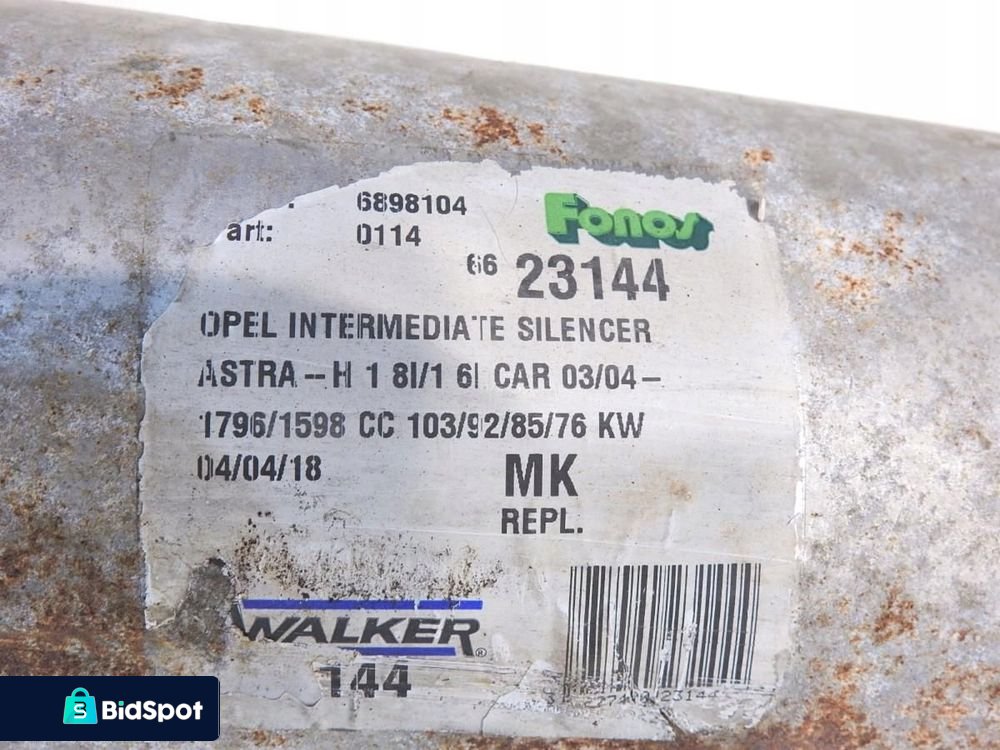 6898104
art: 0114
Fonos
66 23144
OPEL INTERMEDIATE SILENCER
ASTRA--H 1 8I/1 6I CAR 03/04-
1796/1598 CC 103/92/85/76 KW
04/04/18
MK
REPL.
WALKER®
144
BidSpot